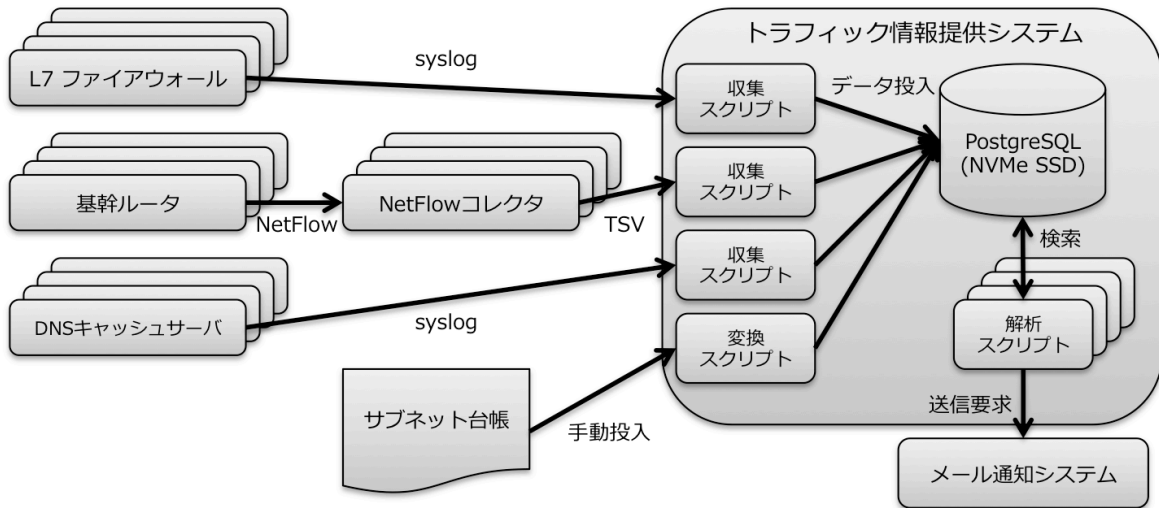 トラフィック情報提供システム
L7 ファイアウォール
syslog
収集
スクリプト
データ投入
PostgreSQL
(NVMe SSD)
基幹ルータ
NetFlow
NetFlowコレクタ
TSV
収集
スクリプト
検索
DNSキャッシュサーバ
syslog
収集
スクリプト
解析
スクリプト
サブネット台帳
手動投入
変換
スクリプト
送信要求
メール通知システム